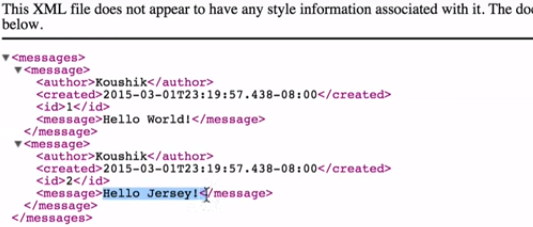 This XML file does not appear to have any style information associated with it. The do
below.
▼<messages>
▼<message>
<author>Koushik</author>
<created>2015-03-01T23:19:57.438-08:00</created>
<id>1</id>
<message>Hello World!</message>
</message>
▼<message>
<author>Koushik</author>
<created>2015-03-01T23:19:57.438-08:00</created>
<id>2</id>
<message>Hello Jersey!</message>
</message>
</messages>